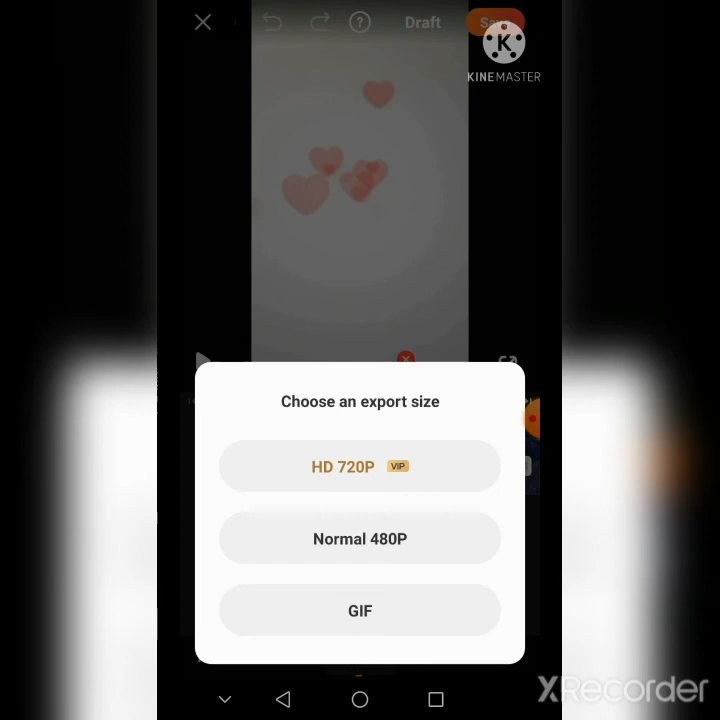 Draft
KINEMASTER
Choose an export size
HD 720P VIP
Normal 480P
GIF
XRecorder